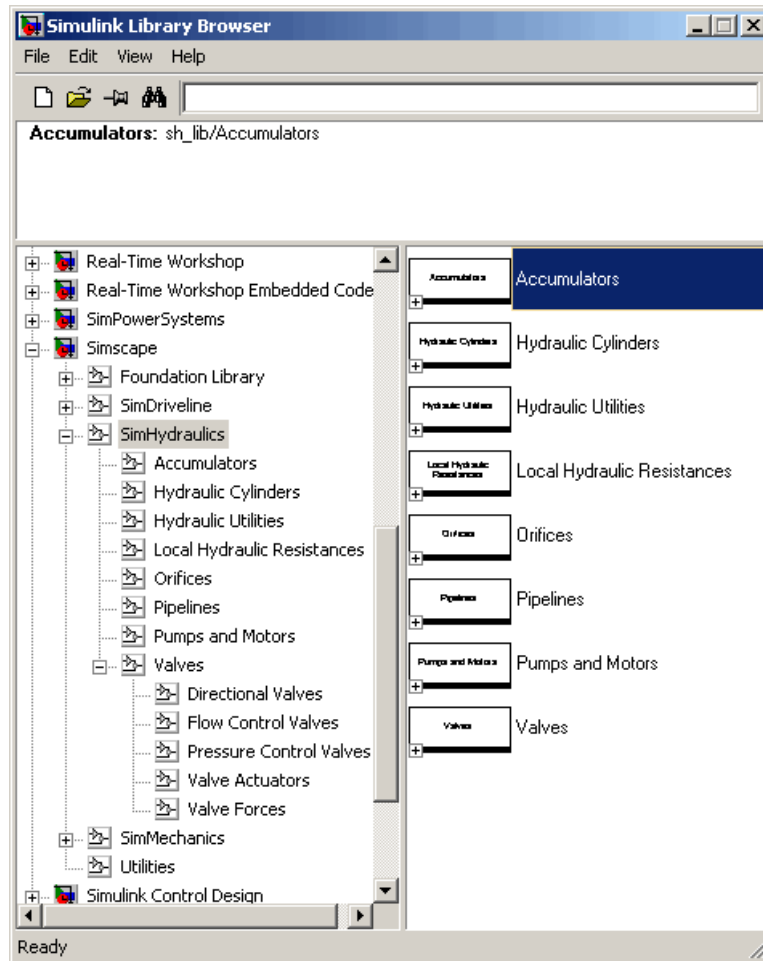 Simulink Library Browser
File Edit View Help
Accumulators: sh_lib/Accumulators
Real-Time Workshop
Real-Time Workshop Embedded Code
SimPowerSystems
Simscape
Foundation Library
SimDriveline
SimHydraulics
Accumulators
Hydraulic Cylinders
Hydraulic Utilities
Local Hydraulic Resistances
Orifices
Pipelines
Pumps and Motors
Valves
Directional Valves
Flow Control Valves
Pressure Control Valves
Valve Actuators
Valve Forces
SimMechanics
Utilities
Simulink Control Design
Accumulators Accumulators
Hydraulic Cylinders Hydraulic Cylinders
Hydraulic Utilities Hydraulic Utilities
Local Hydraulic
Resistances
Local Hydraulic Resistances
Orifices Orifices
Pipelines Pipelines
Pumps and Motors Pumps and Motors
Valves Valves
Ready